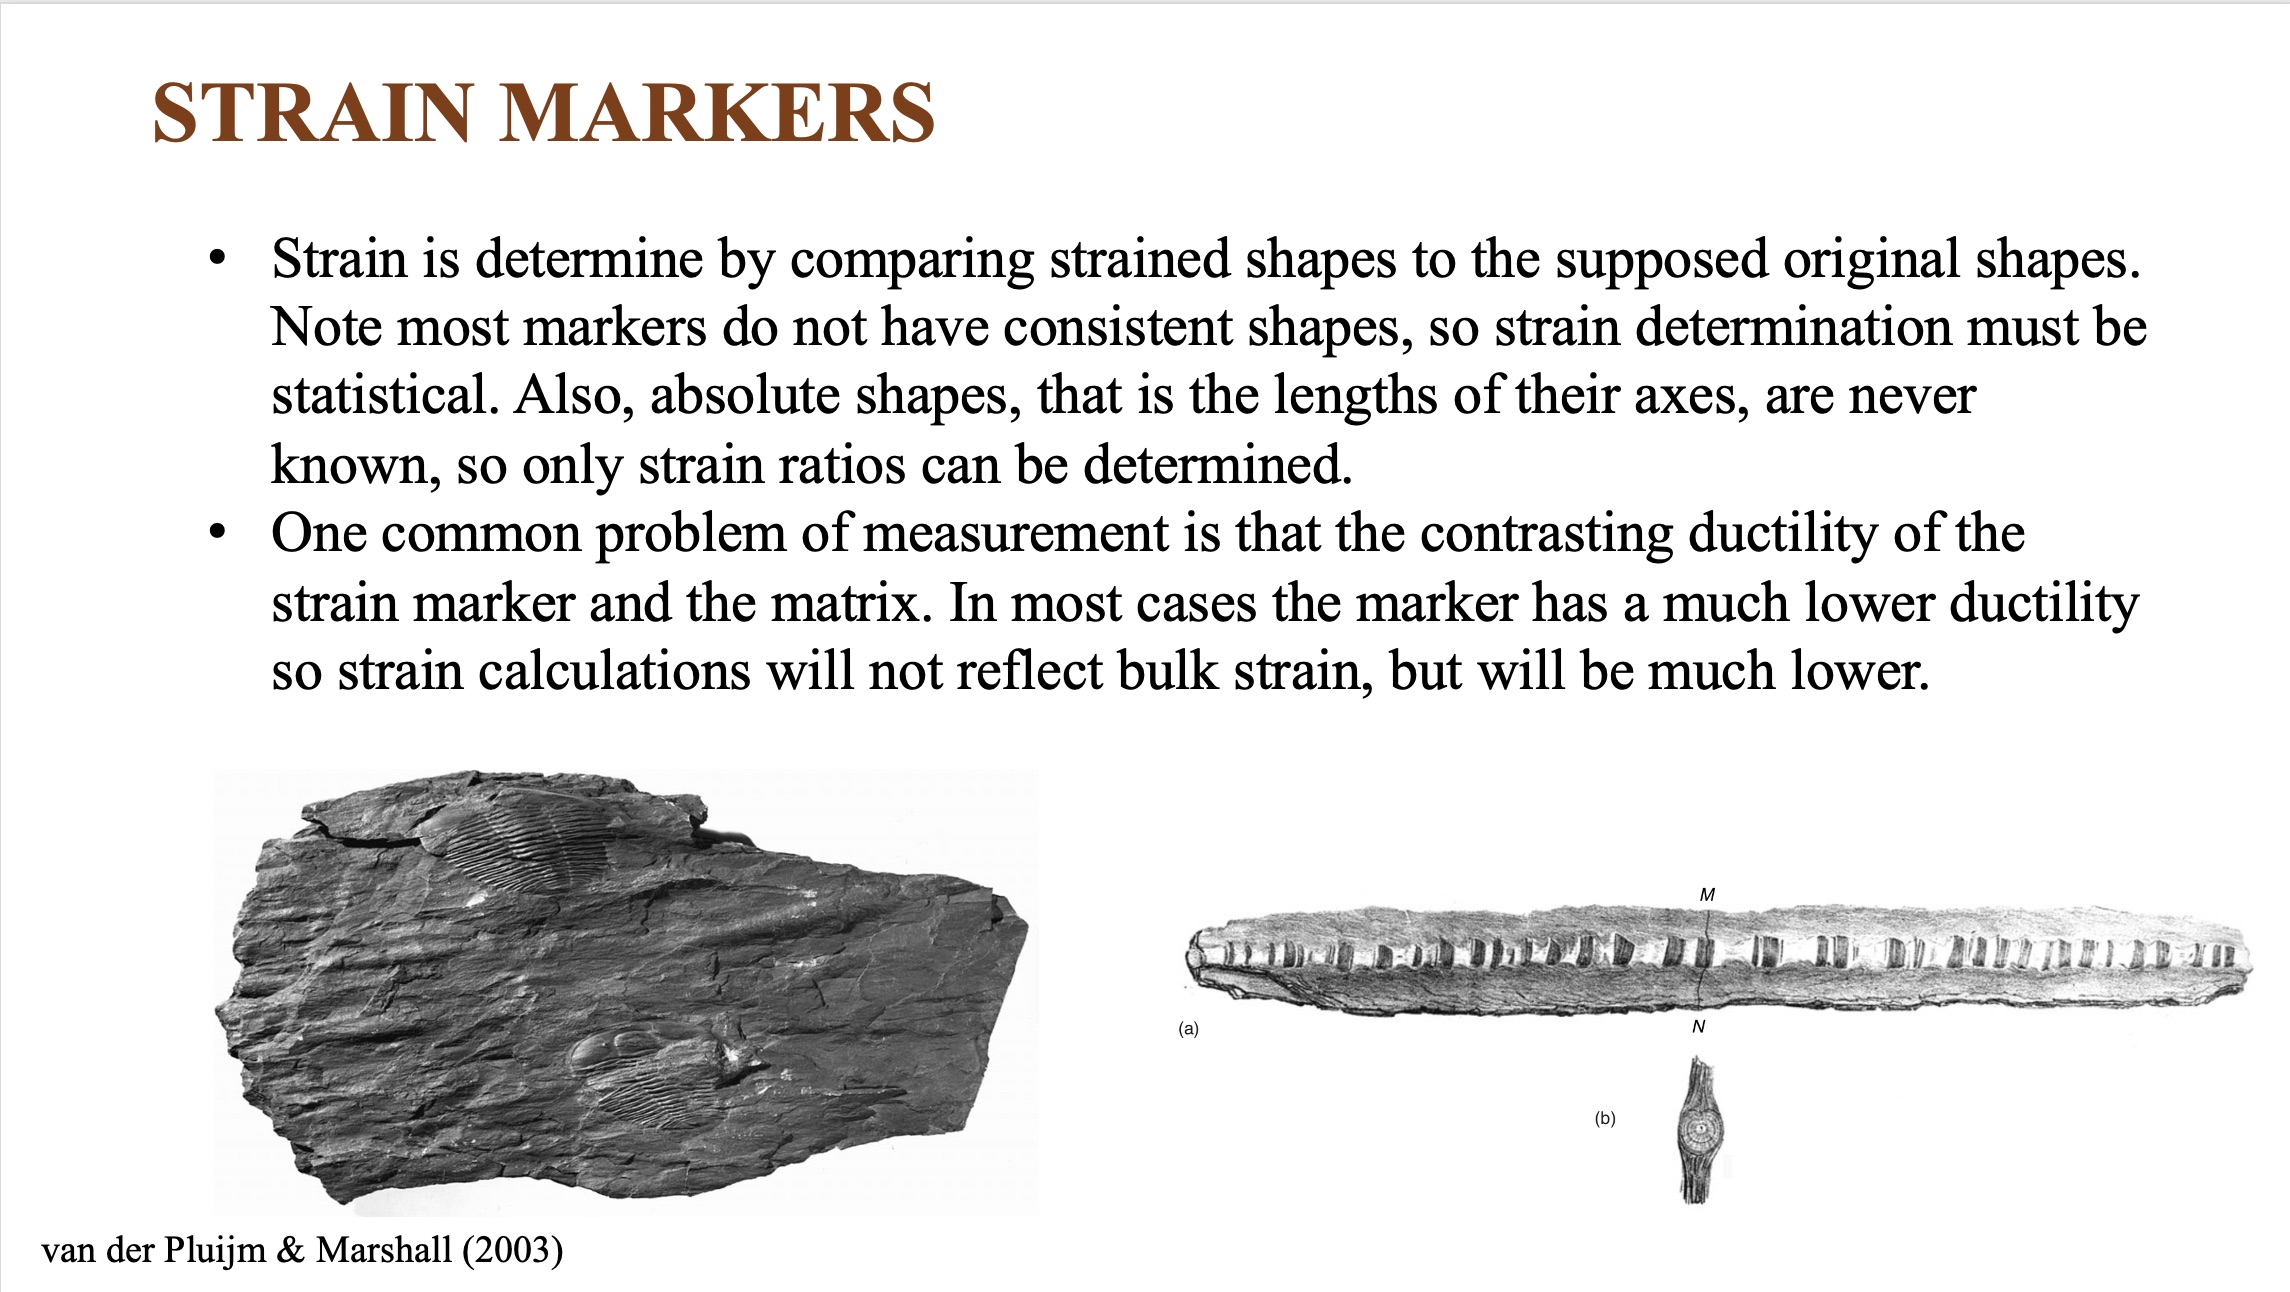 STRAIN MARKERS
• Strain is determine by comparing strained shapes to the supposed original shapes.
Note most markers do not have consistent shapes, so strain determination must be
statistical. Also, absolute shapes, that is the lengths of their axes, are never
known, so only strain ratios can be determined.
• One common problem of measurement is that the contrasting ductility of the
strain marker and the matrix. In most cases the marker has a much lower ductility
so strain calculations will not reflect bulk strain, but will be much lower.
M
(a)
N
(b)
van der Pluijm & Marshall (2003)